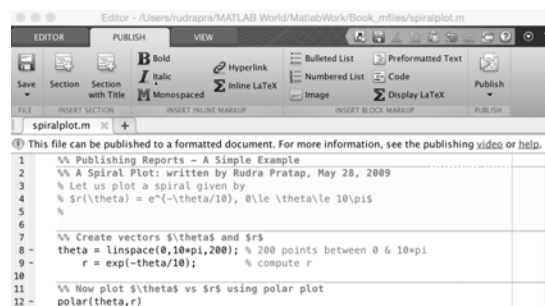 Editor - /Users/rudrapra/MATLAB World/MatlabWork/Book_mfiles/spiralplot.m
EDITOR PUBLISH VIEW
Save
Section
Section with Title
B Bold
I Italic
M Monospaced
Hyperlink
Σ Inline LaTeX
Bulleted List
Numbered List
Image
Preformatted Text
Code
Σ Display LaTeX
Publish
FILE INSERT SECTION INSERT INLINE MARKUP INSERT BLOCK MARKUP PUBLISH
spiralplot.m × +
This file can be published to a formatted document. For more information, see the publishing video or help.
1 %% Publishing Reports - A Simple Example
2 %% A Spiral Plot: written by Rudra Pratap, May 28, 2009
3 % Let us plot a spiral given by
4 % $r(\theta) = e^{-\theta/10}, 0\le \theta\le 10\pi$
5 %
6
7 %% Create vectors $\theta$ and $r$
8 - theta = linspace(0,10*pi,200); % 200 points between 0 & 10*pi
9 - r = exp(-theta/10); % compute r
10
11 %% Now plot $\theta$ vs $r$ using polar plot
12 - polar(theta,r)